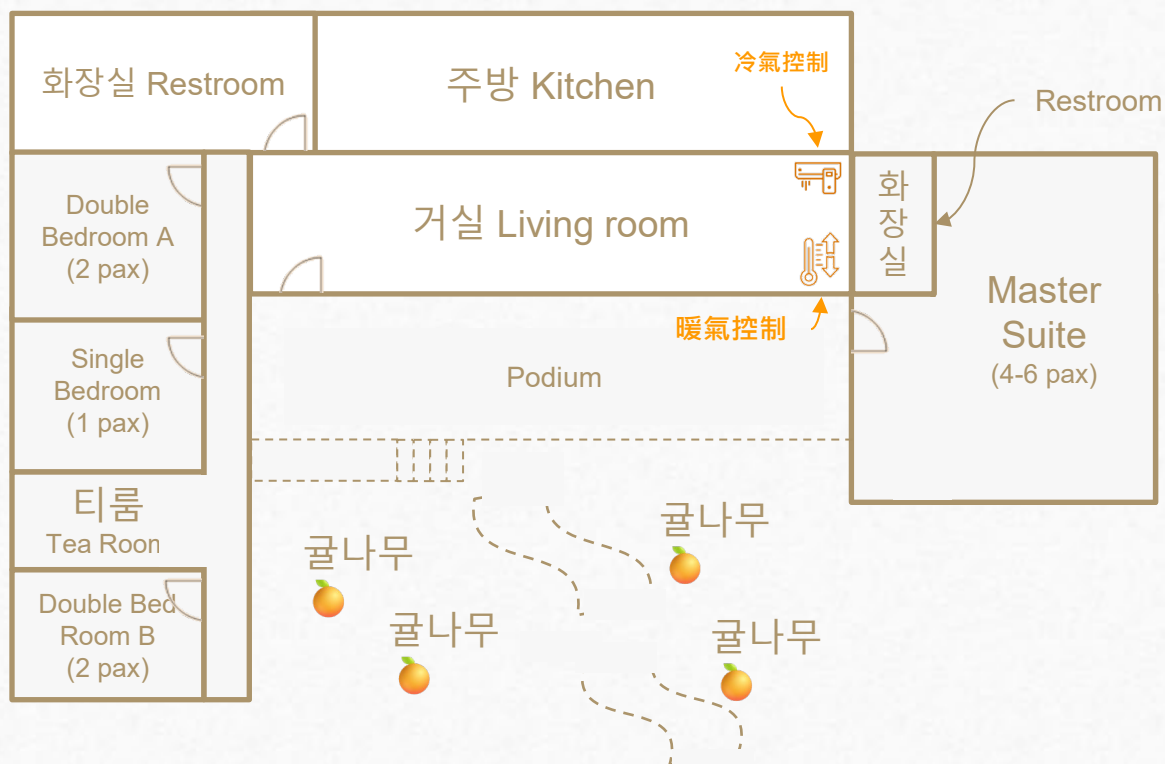 화장실 Restroom
주방 Kitchen
冷氣控制
Restroom
Double
Bedroom A
(2 pax)
거실 Living room
화
장
실
Master
Suite
(4-6 pax)
暖氣控制
Single
Bedroom
(1 pax)
Podium
티룸
Tea Room
귤나무
귤나무
귤나무
귤나무
Double Bed
Room B
(2 pax)